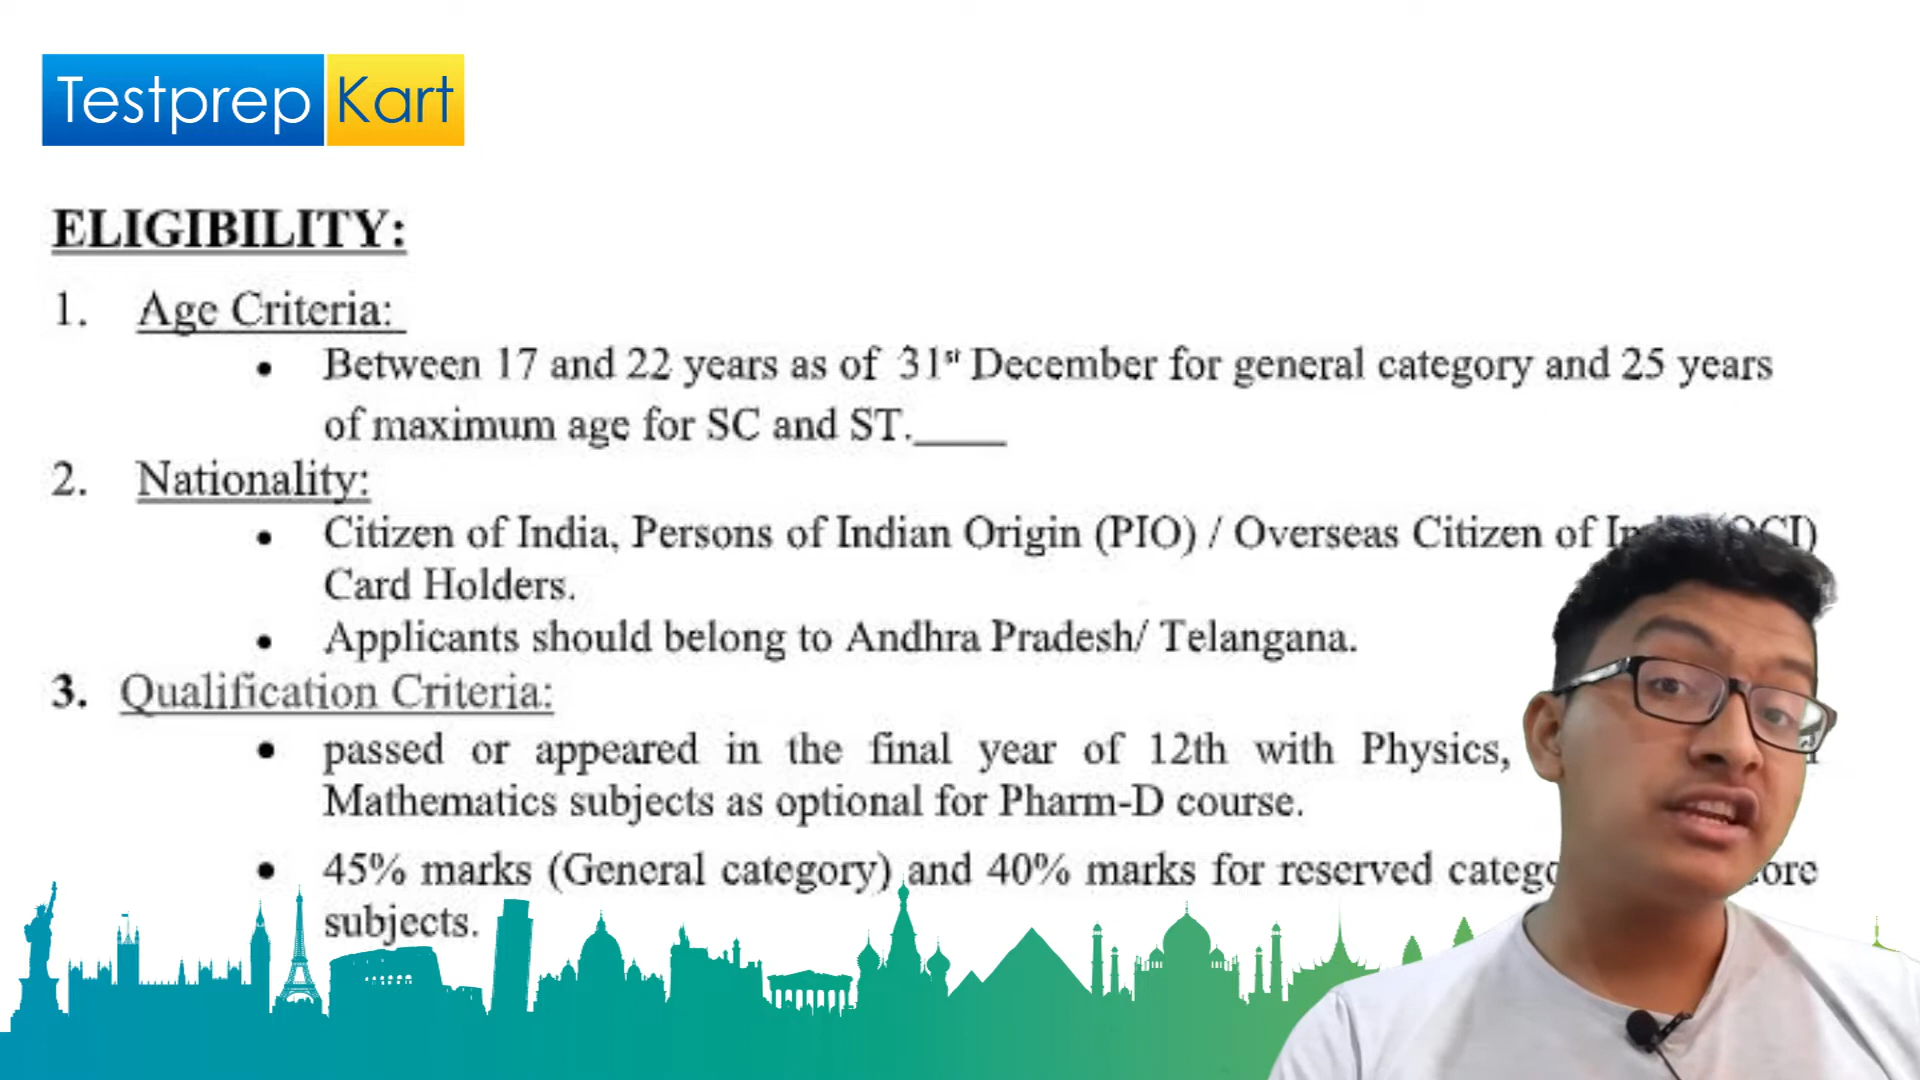 Testprep Kart
ELIGIBILITY:
1. Age Criteria:
• Between 17 and 22 years as of 31st December for general category and 25 years
of maximum age for SC and ST.____
2. Nationality:
• Citizen of India, Persons of Indian Origin (PIO) / Overseas Citizen of
Card Holders.
• Applicants should belong to Andhra Pradesh/ Telangana.
3. Qualification Criteria:
• passed or appeared in the final year of 12th with Physics,
Mathematics subjects as optional for Pharm-D course.
• 45% marks (General category) and 40% marks for reserved
subjects.